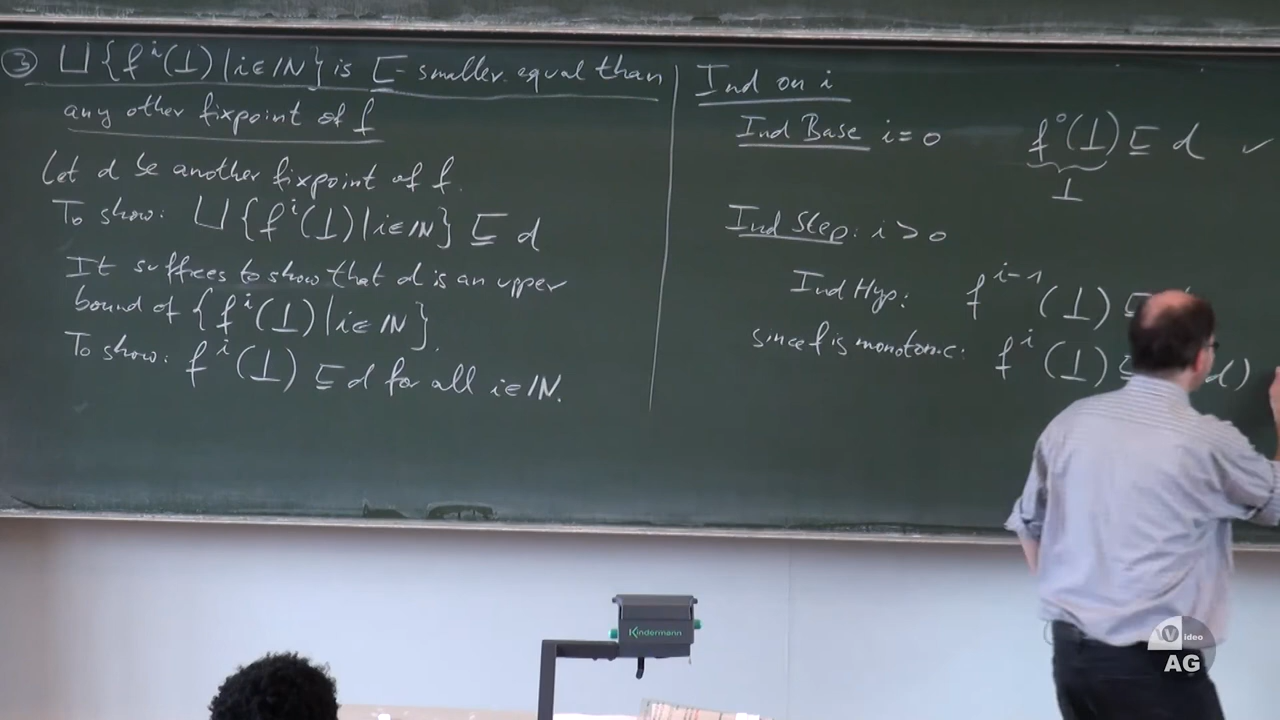 ③ ⊔{fⁱ(⊥) | i∈ℕ} is ⊑-smaller equal than
any other fixpoint of f
Let d be another fixpoint of f.
To show: ⊔{fⁱ(⊥) | i∈ℕ} ⊑ d
It suffices to show that d is an upper
bound of {fⁱ(⊥) | i∈ℕ}.
To show: fⁱ(⊥) ⊑ d for all i∈ℕ.
Ind on i
Ind Base i=0 f⁰(⊥) ⊑ d ✓
⊥
Ind Step: i>0
Ind Hyp: fⁱ⁻¹(⊥) ⊑
since f is monotonic: fⁱ(⊥) ⊑ d)
Kindermann
Video
AG